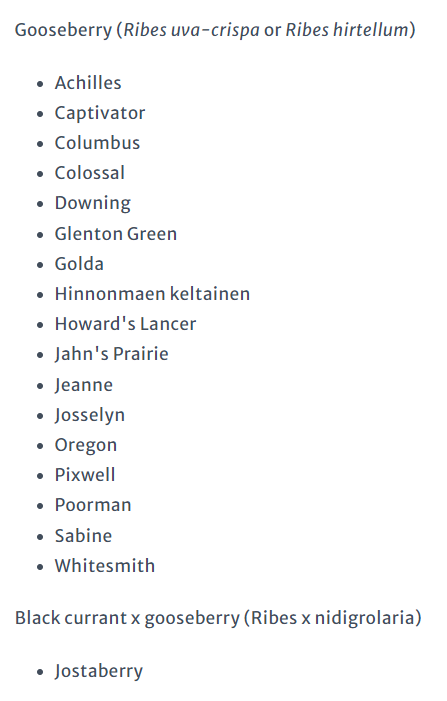 Gooseberry (Ribes uva-crispa or Ribes hirtellum)
Achilles
Captivator
Columbus
Colossal
Downing
Glenton Green
Golda
Hinnonmaen keltainen
Howard's Lancer
Jahn's Prairie
Jeanne
Josselyn
Oregon
Pixwell
Poorman
Sabine
Whitesmith
Black currant x gooseberry (Ribes x nidigrolaria)
Jostaberry